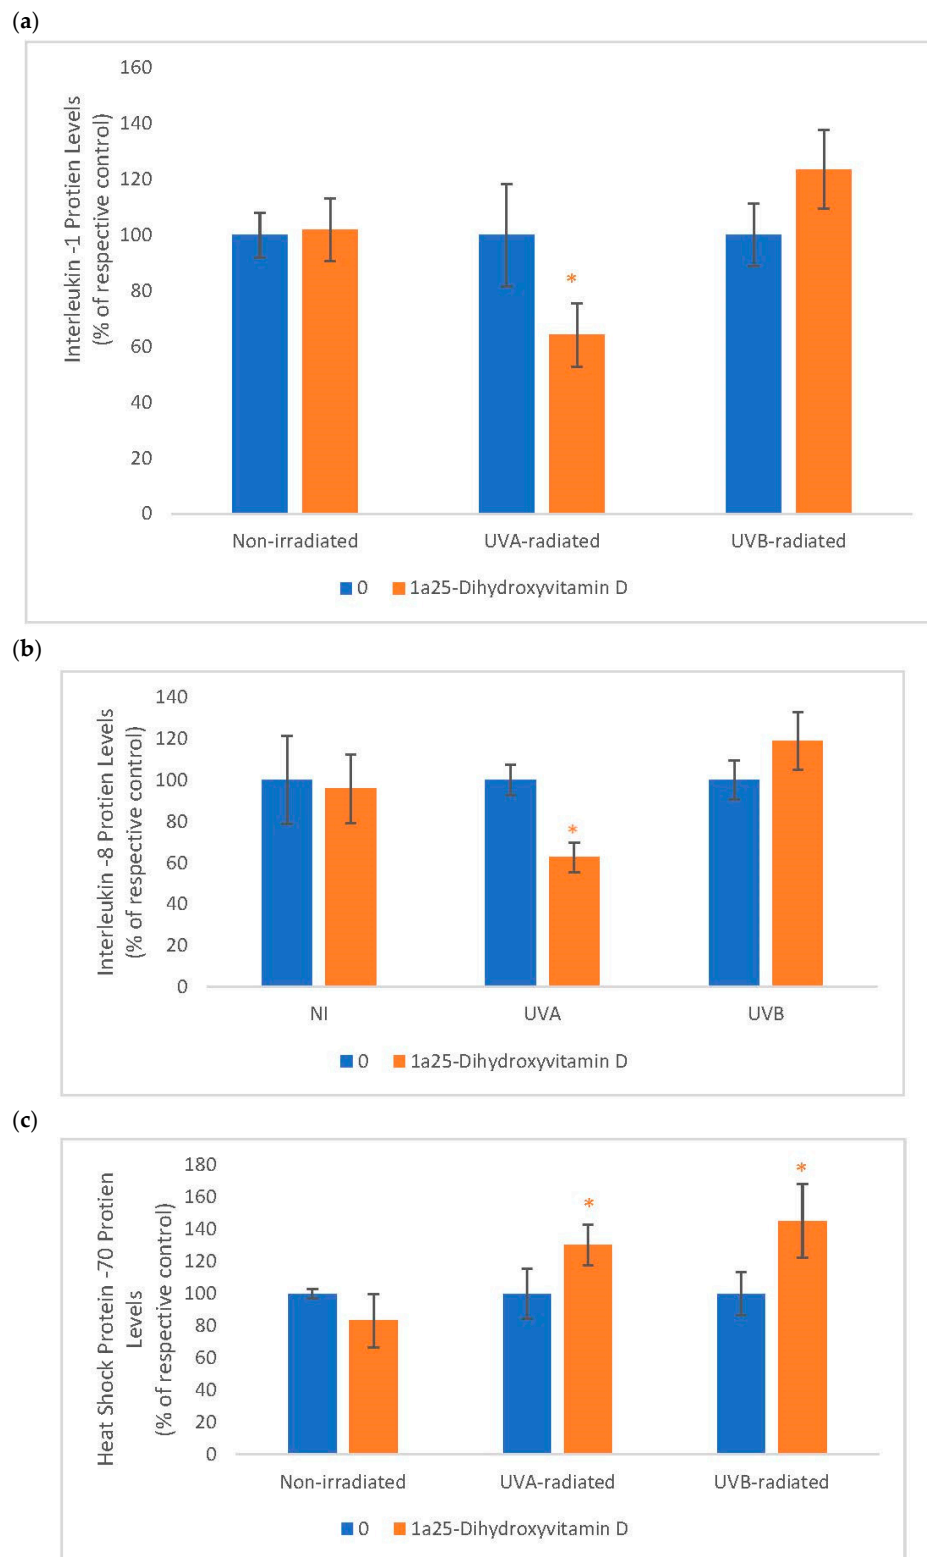 (a)
Interleukin -1 Protien Levels
(% of respective control)
160
140
120
100
80
60
40
20
0
*
Non-irradiated UVA-radiated UVB-radiated
0 1a25-Dihydroxyvitamin D
(b)
Interleukin -8 Protien Levels
(% of respective control)
140
120
100
80
60
40
20
0
*
NI UVA UVB
0 1a25-Dihydroxyvitamin D
(c)
Heat Shock Protein -70 Protien
Levels
(% of respective control)
180
160
140
120
100
80
60
40
20
0
* *
Non-irradiated UVA-radiated UVB-radiated
0 1a25-Dihydroxyvitamin D